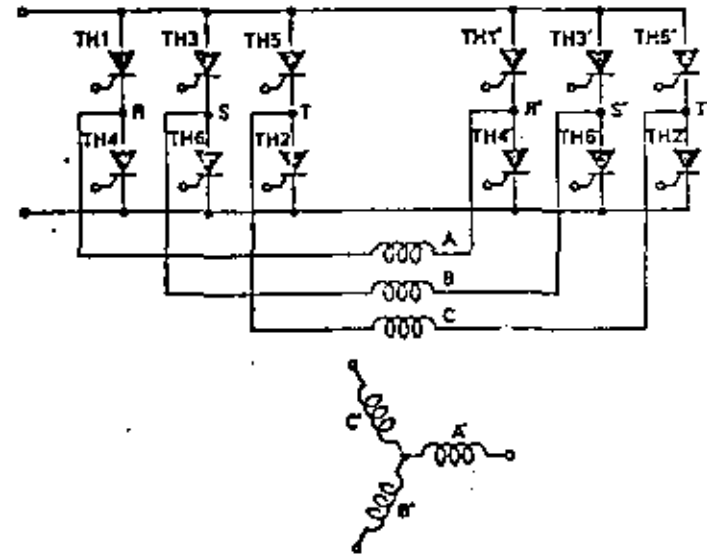 TH1 TH3 TH5 TH1' TH3' TH5'
R S T R' S' T'
TH4 TH6 TH2 TH4 TH6 TH2
A
B
C
C'
A
B'